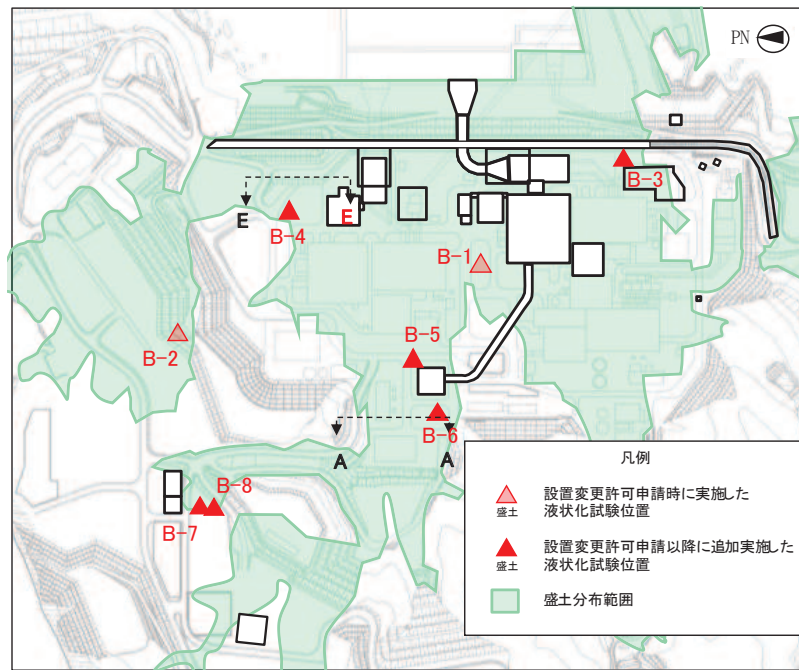 PN
B-3
E
E
B-4
B-1
B-5
B-2
B-6
A
A
B-8
B-7
凡例
盛土
設置変更許可申請時に実施した
液状化試験位置
盛土
設置変更許可申請以降に追加実施した
液状化試験位置
盛土分布範囲